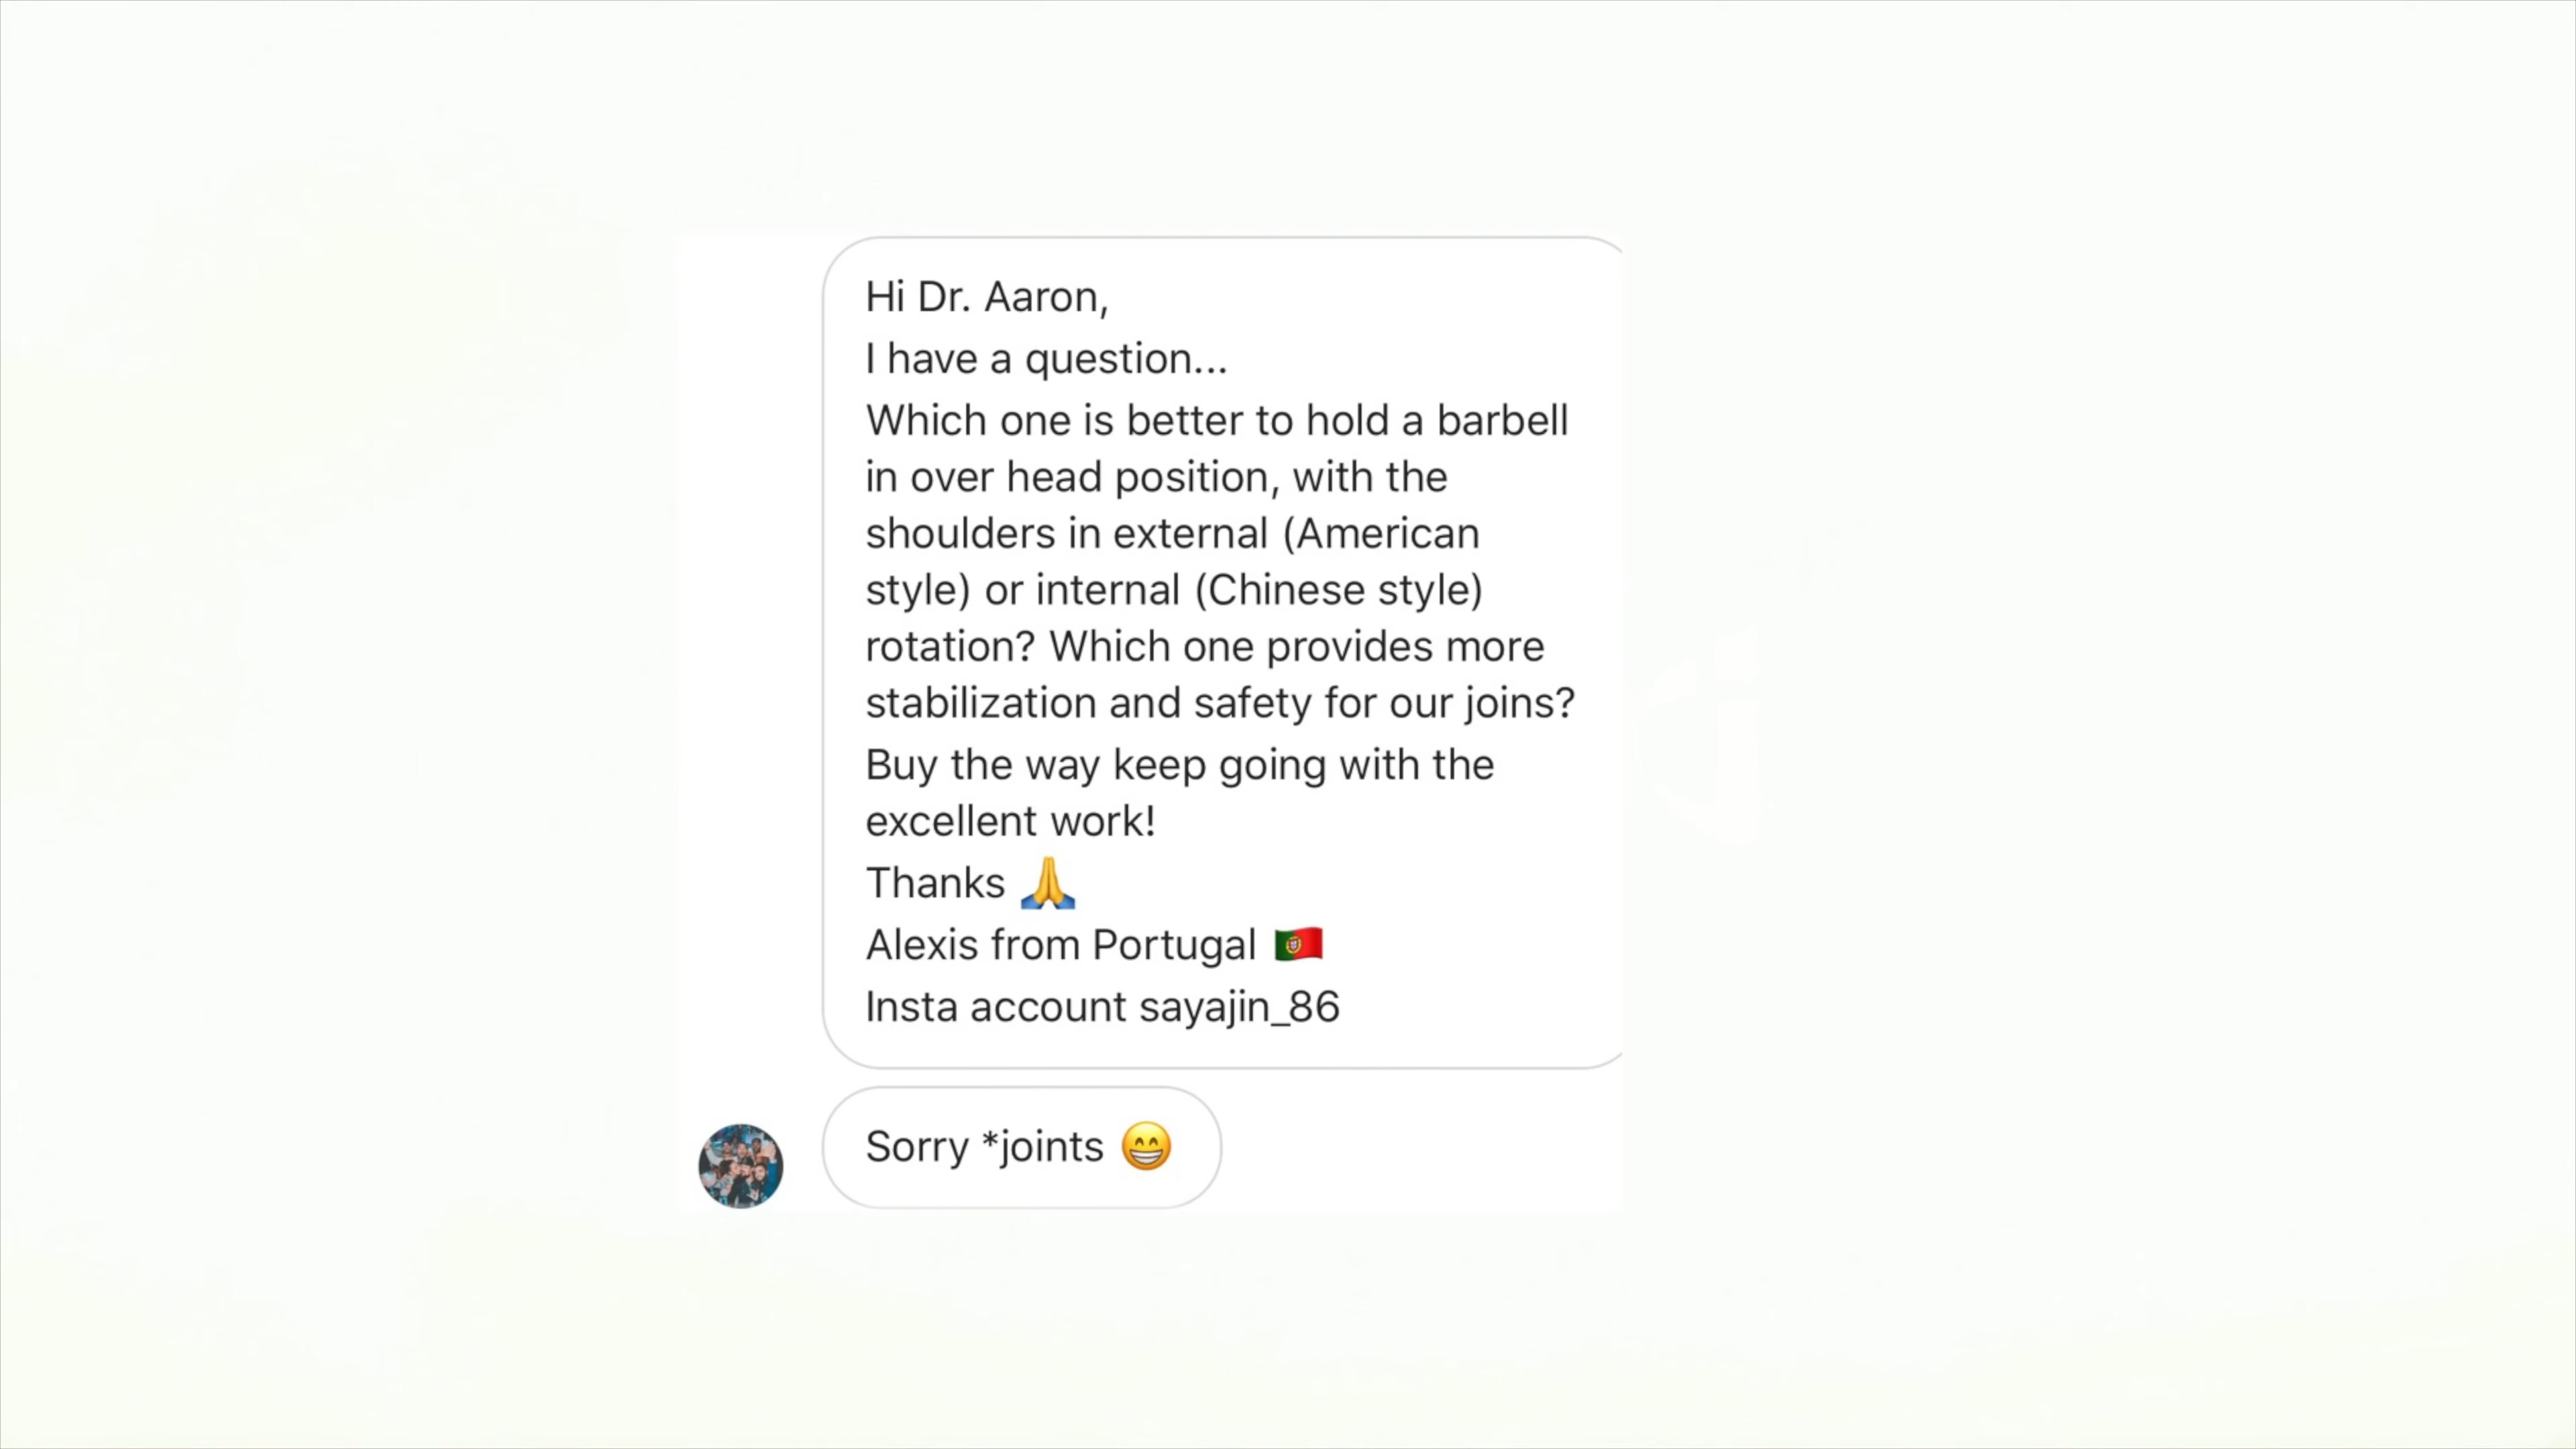 Hi Dr. Aaron,
I have a question...
Which one is better to hold a barbell
in over head position, with the
shoulders in external (American
style) or internal (Chinese style)
rotation? Which one provides more
stabilization and safety for our joins?
Buy the way keep going with the
excellent work!
Thanks 🙏
Alexis from Portugal 🇵🇹
Insta account sayajin_86
Sorry *joints 😁